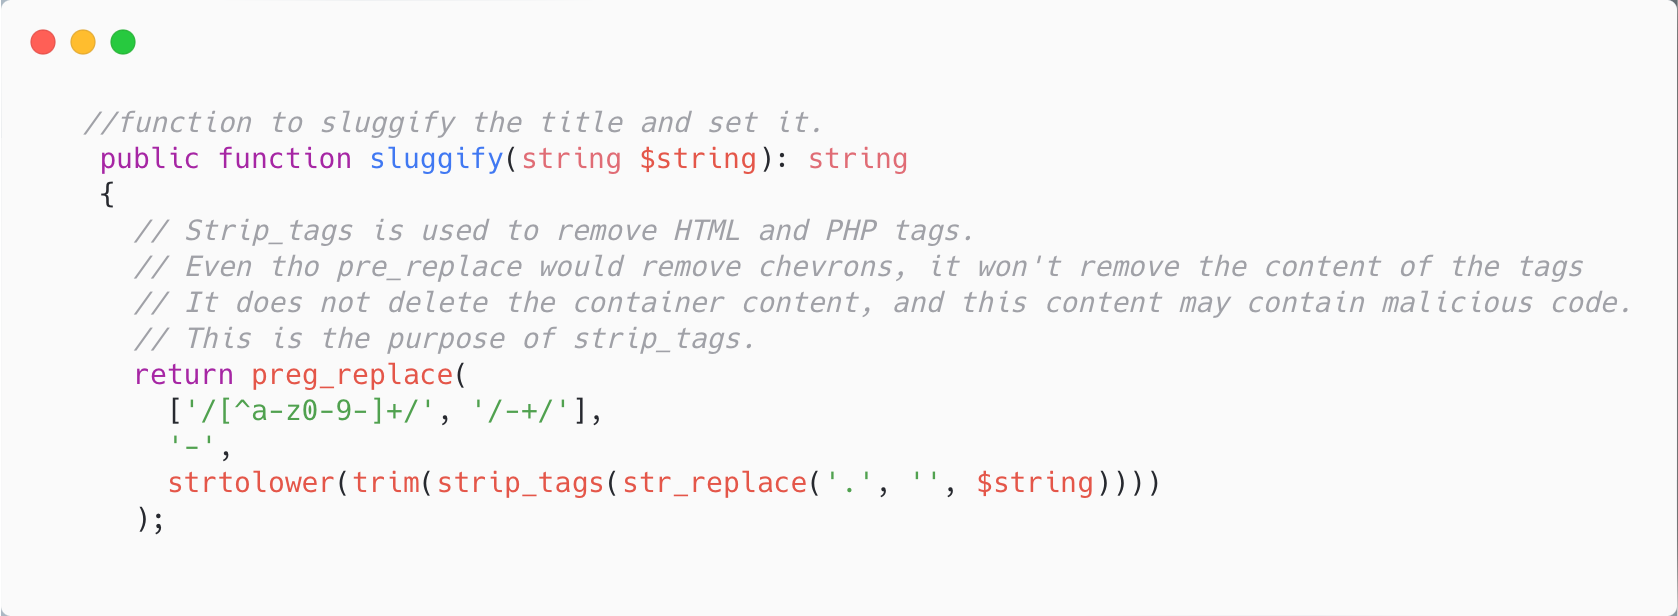 //function to sluggify the title and set it.
public function sluggify(string $string): string
{
// Strip_tags is used to remove HTML and PHP tags.
// Even tho pre_replace would remove chevrons, it won't remove the content of the tags
// It does not delete the container content, and this content may contain malicious code.
// This is the purpose of strip_tags.
return preg_replace(
['/[^a-z0-9-]+/', '/-+/'],
'-',
strtolower(trim(strip_tags(str_replace('.', '', $string))))
);